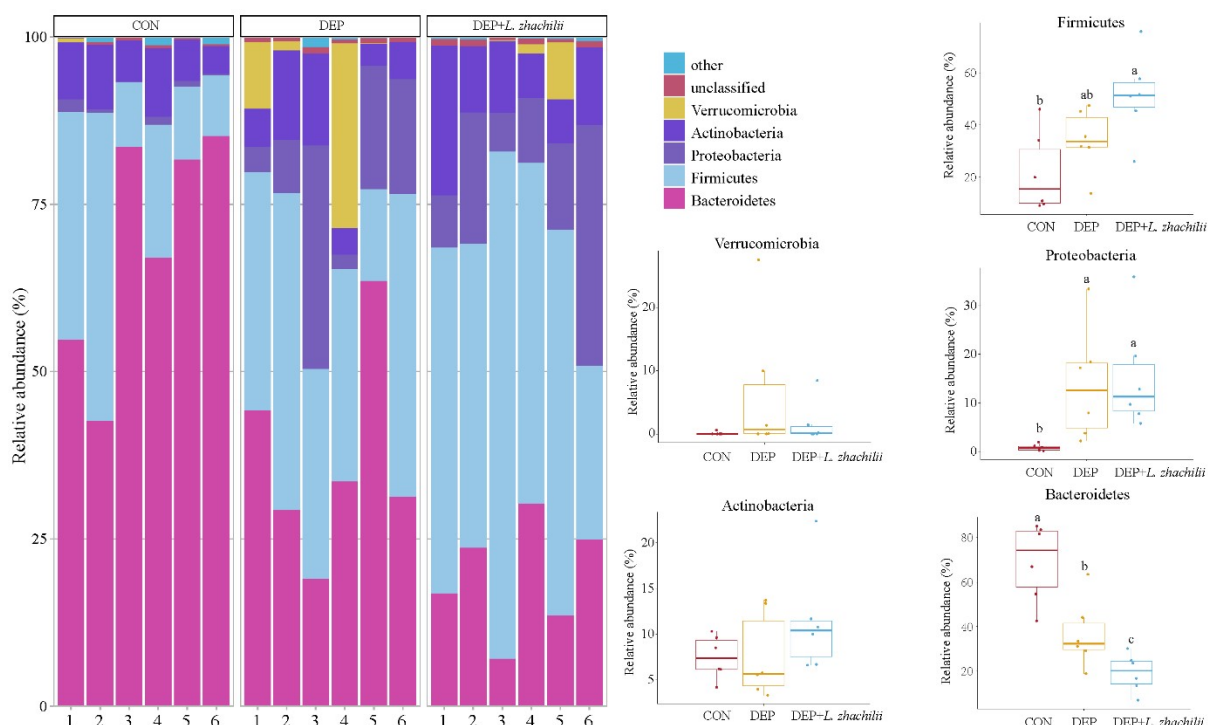 CON DEP DEP+L. zhachilii
Relative abundance (%)
100
75
50
25
0
1 2 3 4 5 6 1 2 3 4 5 6 1 2 3 4 5 6
other
unclassified
Verrucomicrobia
Actinobacteria
Proteobacteria
Firmicutes
Bacteroidetes
Firmicutes
Relative abundance (%)
60
40
20
b ab a
CON DEP DEP+L. zhachilii
Verrucomicrobia
Relative abundance (%)
20
10
0
CON DEP DEP+L. zhachilii
Proteobacteria
Relative abundance (%)
30
20
10
0
b a a
CON DEP DEP+L. zhachilii
Actinobacteria
Relative abundance (%)
20
15
10
5
CON DEP DEP+L. zhachilii
Bacteroidetes
Relative abundance (%)
80
60
40
20
a b c
CON DEP DEP+L. zhachilii